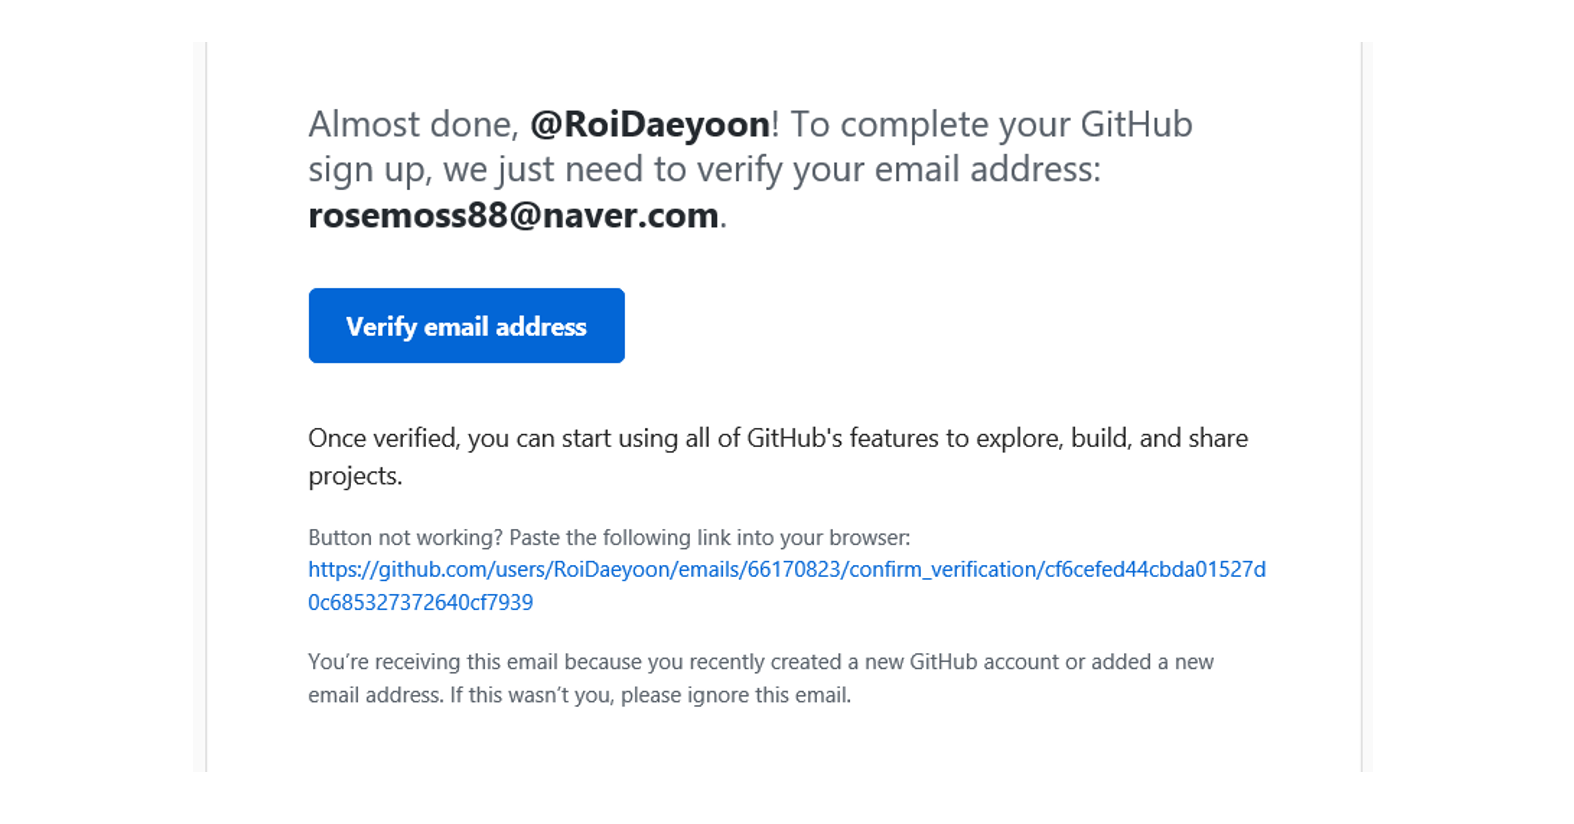 Almost done, @RoiDaeyoon! To complete your GitHub
sign up, we just need to verify your email address:
rosemoss88@naver.com.
Verify email address
Once verified, you can start using all of GitHub's features to explore, build, and share
projects.
Button not working? Paste the following link into your browser:
https://github.com/users/RoiDaeyoon/emails/66170823/confirm_verification/cf6cefed44cbda01527d
0c685327372640cf7939
You’re receiving this email because you recently created a new GitHub account or added a new
email address. If this wasn’t you, please ignore this email.